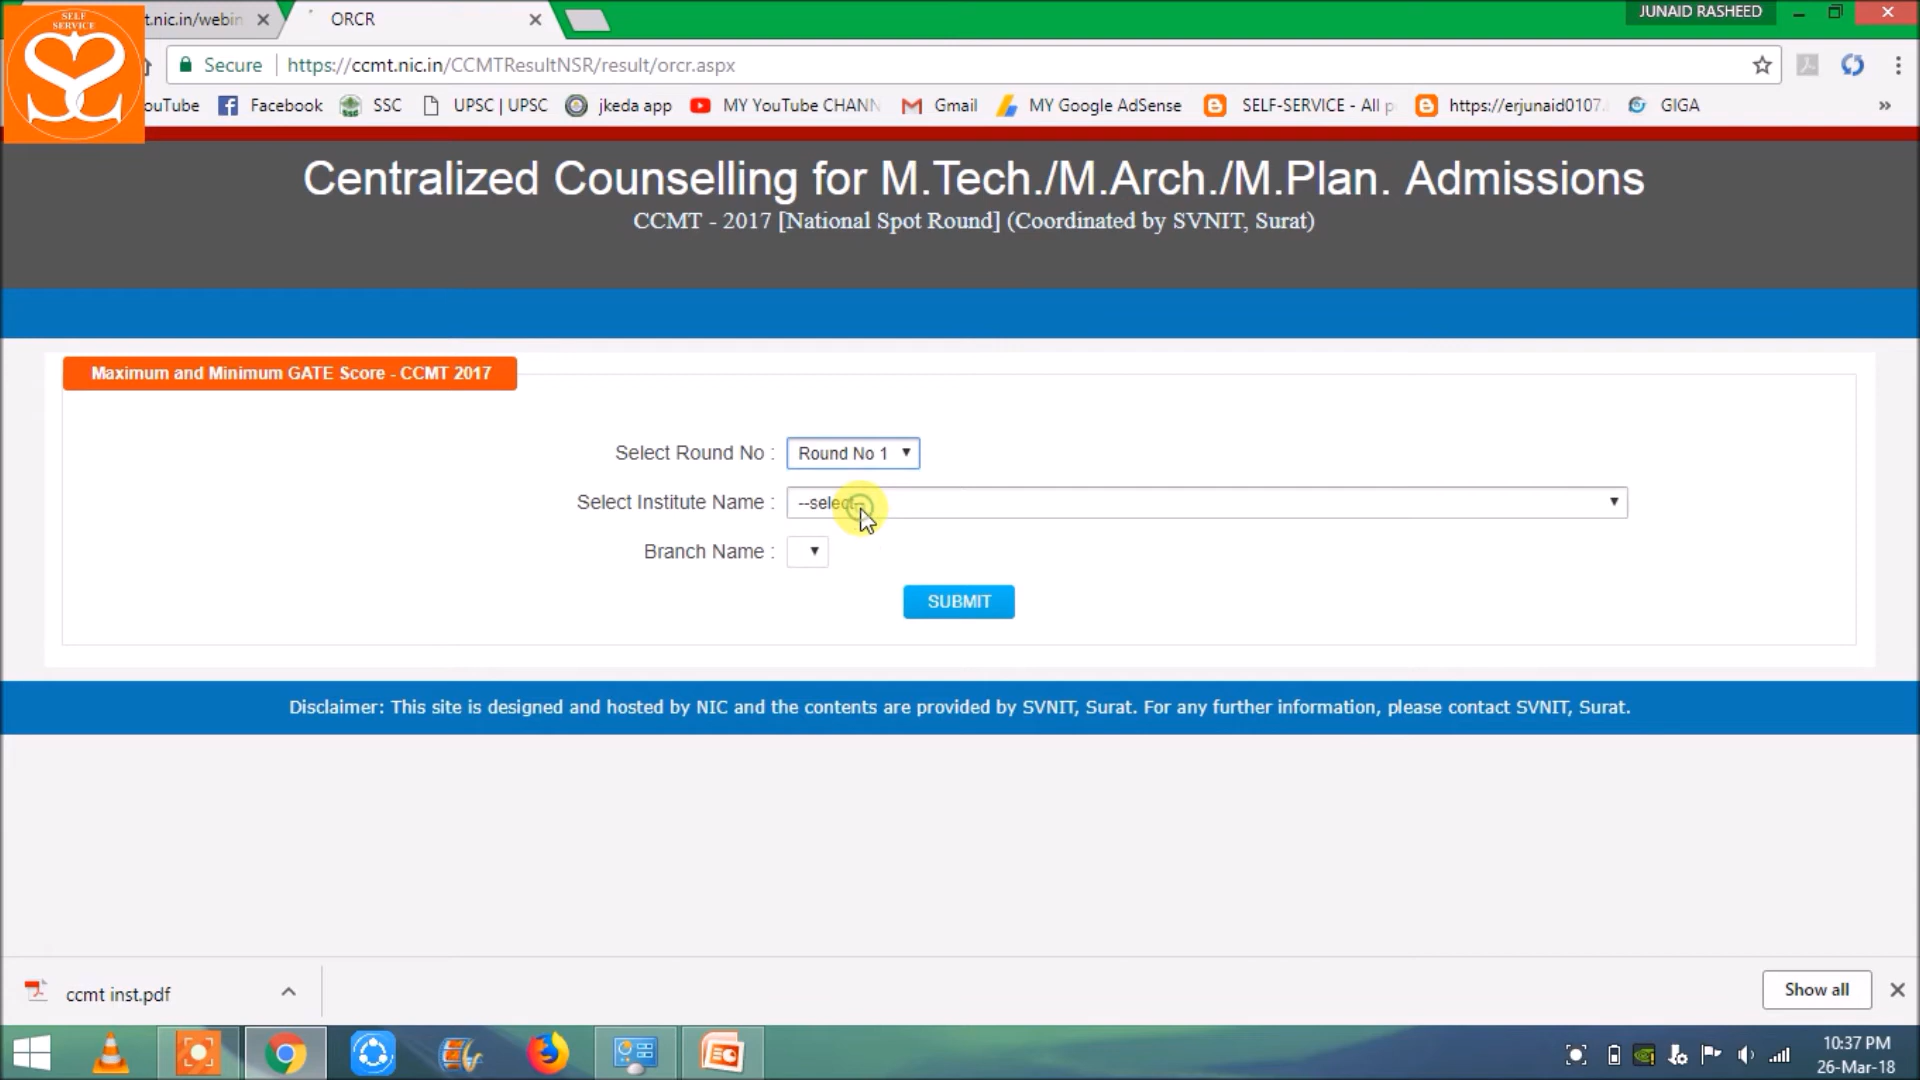 SELF
SERVICE
t.nic.in/webin
ORCR
JUNAID RASHEED
Secure
https://ccmt.nic.in/CCMTResultNSR/result/orcr.aspx
ouTube
Facebook
SSC
UPSC | UPSC
jkeda app
MY YouTube CHANN
Gmail
MY Google AdSense
SELF-SERVICE - All p
https://erjunaid0107.
GIGA
»
Centralized Counselling for M.Tech./M.Arch./M.Plan. Admissions
CCMT - 2017 [National Spot Round] (Coordinated by SVNIT, Surat)
Maximum and Minimum GATE Score - CCMT 2017
Select Round No : Round No 1
Select Institute Name : --select--
Branch Name :
SUBMIT
Disclaimer: This site is designed and hosted by NIC and the contents are provided by SVNIT, Surat. For any further information, please contact SVNIT, Surat.
ccmt inst.pdf
Show all
10:37 PM
26-Mar-18